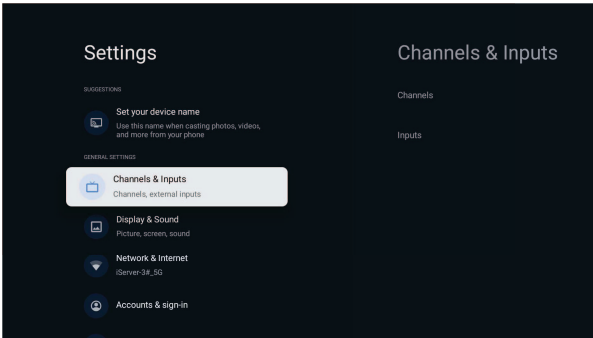 Settings
SUGGESTIONS
Set your device name
Use this name when casting photos, videos,
and more from your phone
GENERAL SETTINGS
Channels & Inputs
Channels, external inputs
Display & Sound
Picture, screen, sound
Network & Internet
iServer-3#_5G
Accounts & sign-in
Channels & Inputs
Channels
Inputs